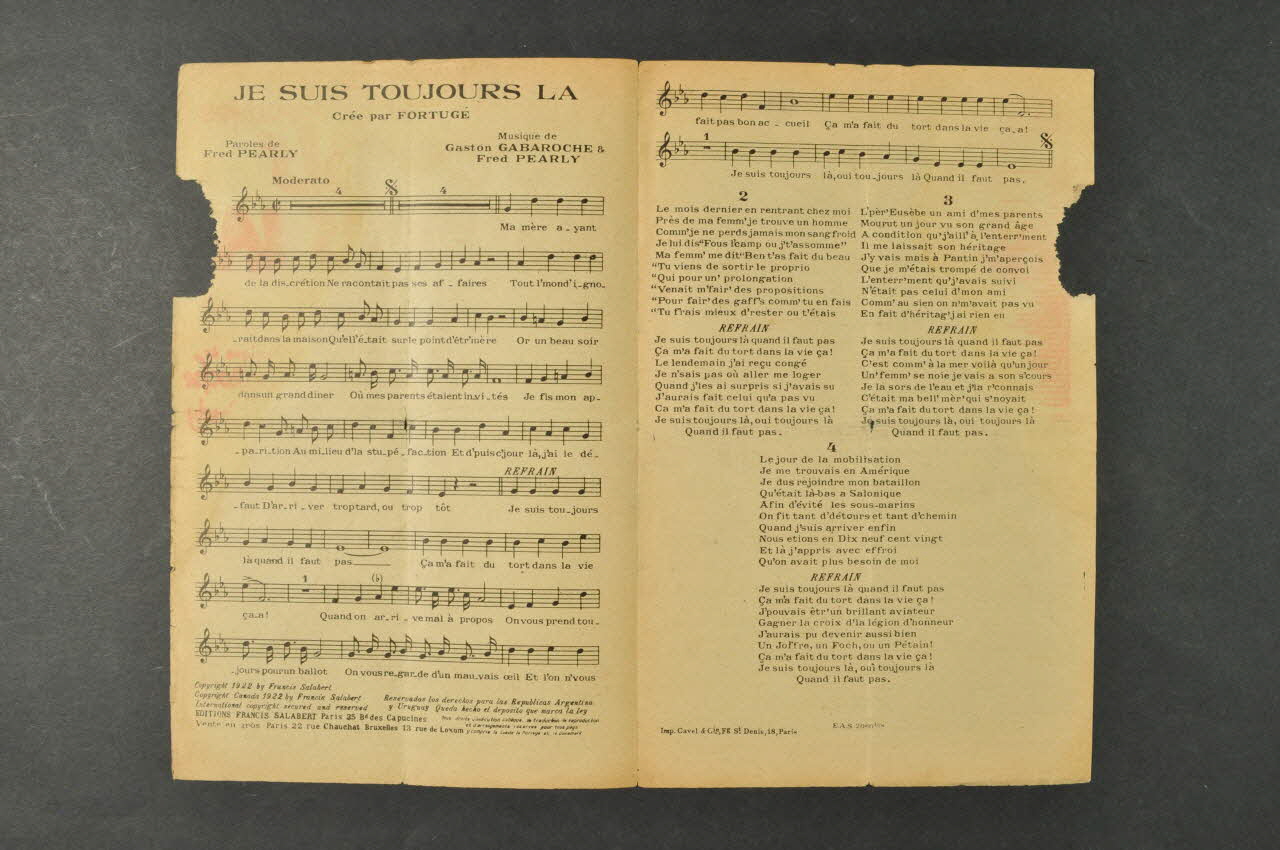 JE SUIS TOUJOURS LA
Crée par FORTUGÉ
Paroles de
Fred PEARLY
Musique de
Gaston GABAROCHE &
Fred PEARLY
Moderato
4 4
Ma mère a_yant
de la dis_crétion Ne racontait pas ses af_faires Tout l'mond' i_gno_
_rait dans la maison Qu'ell' é_tait sur le point d'êtr' mère Or un beau soir
dans un grand diner Où mes parents étaient in_vi_tés Je fis mon ap_
_pa_ri_tion Au mi_lieu d'la stu_pé_fac_tion Et d'puis c'jour là, j'ai le dé_
REFRAIN
_faut D'ar_ri_ver trop tard, ou trop tôt Je suis tou_jours
là quand il faut pas____ Ça m'a fait du tort dans la vie
1 (b)
ça_a! Quand on ar_ri_ve mal à propos On vous prend tou_
_jours pour un ballot On vous re_gar_de d'un mau_vais œil Et l'on n'vous
Copyright 1922 by Francis Salabert
Copyright Canada 1922 by Francis Salabert
International copyright secured and reserved
EDITIONS FRANCIS SALABERT Paris 25 Bd des Capucines
Vente en gros Paris 22 rue Chauchat Bruxelles 13 rue de Loxum
Reservados los derechos para las Republicas Argentina
y Uruguay Queda hecho el deposito que marca la ley
fait pas bon ac_cueil Ça m'a fait du tort dans la vie ça_a!
1
Je suis toujours là, oui tou_jours là Quand il faut pas.
2
Le mois dernier en rentrant chez moi
Près de ma femm' je trouve un homme
Comm' je ne perds jamais mon sang froid
Je lui dis "Fous l'camp ou j't'assomme"
Ma femm' me dit "Ben t'as fait du beau
"Tu viens de sortir le proprio
"Qui pour un' prolongation
"Venait m'fair' des propositions
"Pour fair' des gaff's comm' tu en fais
"Tu f'rais mieux d'rester ou t'étais
REFRAIN
Je suis toujours là quand il faut pas
Ça m'a fait du tort dans la vie ça!
Le lendemain j'ai reçu congé
Je n'sais pas où aller me loger
Quand j'les ai surpris si j'avais su
J'aurais fait celui qu'a pas vu
Ca m'a fait du tort dans la vie ça!
Je suis toujours là, oui toujours là
Quand il faut pas.
3
L'pèr' Eusèbe un ami d'mes parents
Mourut un jour vu son grand âge
A condition qu'j'aill' à l'enterr'ment
Il me laissait son héritage
J'y vais mais à Pantin j'm'aperçois
Que je m'étais trompé de convoi
L'enterr'ment qu'j'avais suivi
N'était pas celui d'mon ami
Comm' au sien on n'm'avait pas vu
En fait d'héritag' j'ai rien eu
REFRAIN
Je suis toujours là quand il faut pas
Ça m'a fait du tort dans la vie ça!
C'est comm' à la mer voilà qu'un jour
Un' femm' se noie je vais a son s'cours
Je la sors de l'eau et j'la r'connais
C'était ma bell' mèr' qui s'noyait
Ça m'a fait du tort dans la vie ça!
Je suis toujours là, oui toujours là
Quand il faut pas.
4
Le jour de la mobilisation
Je me trouvais en Amérique
Je dus rejoindre mon bataillon
Qu'était là-bas a Salonique
Afin d'évité les sous-marins
On fit tant d'détours et tant d'chemin
Quand j'suis arriver enfin
Nous etions en Dix neuf cent vingt
Et là j'appris avec effroi
Qu'on avait plus besoin de moi
REFRAIN
Je suis toujours là quand il faut pas
Ça m'a fait du tort dans la vie ça!
J'pouvais êtr' un brillant aviateur
Gagner la croix d'la légion d'honneur
J'aurais pu devenir aussi bien
Un Joffre, un Foch, ou un Pétain!
Ça m'a fait du tort dans la vie ça!
Je suis toujours là, oui toujours là
Quand il faut pas.
E.A.S.
Imp. Cavel & Cie, Fg St Denis, 18, Paris